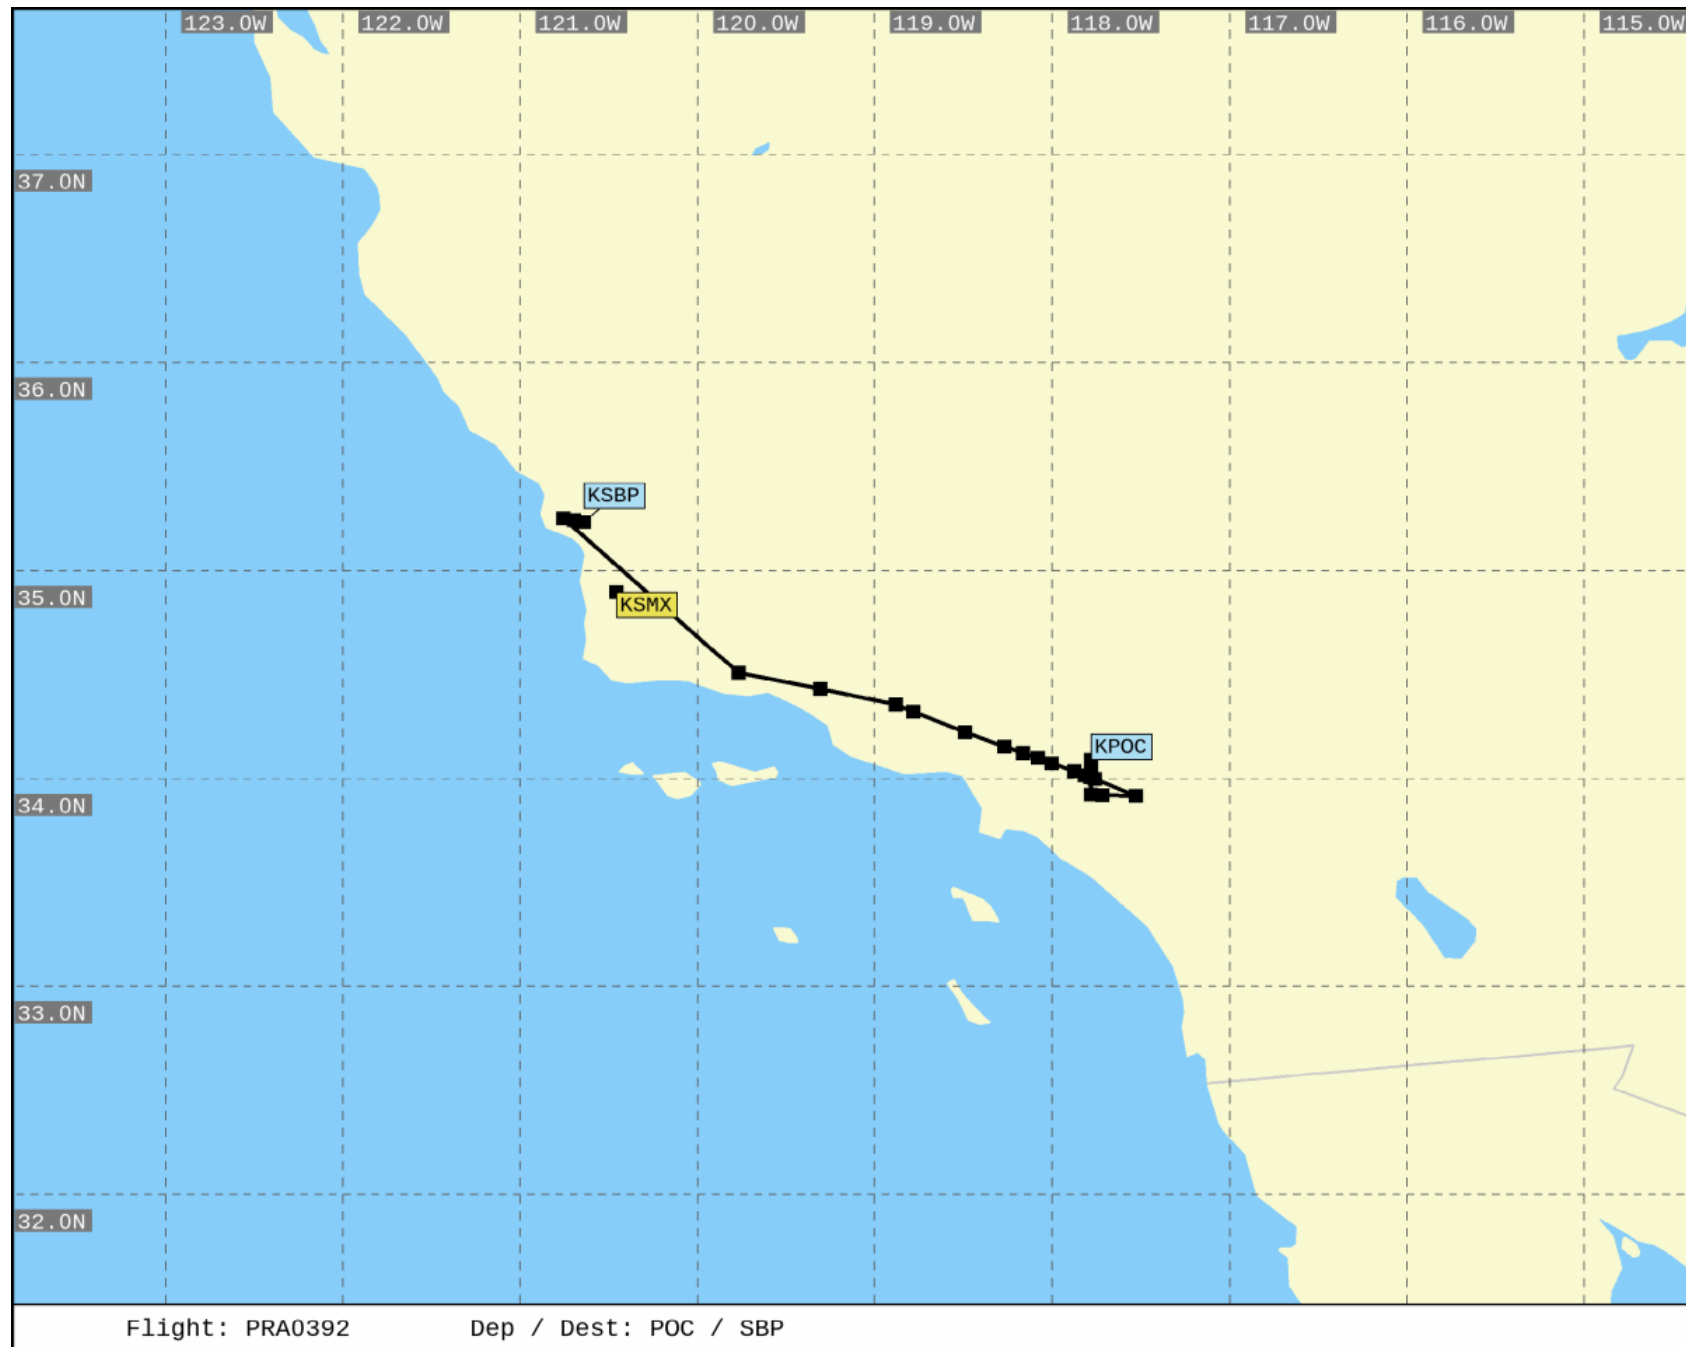 123.0W 122.0W 121.0W 120.0W 119.0W 118.0W 117.0W 116.0W 115.0W
37.0N
36.0N
KSBP
35.0N
KSMX
KPOC
34.0N
33.0N
32.0N
Flight: PRA0392 Dep / Dest: POC / SBP